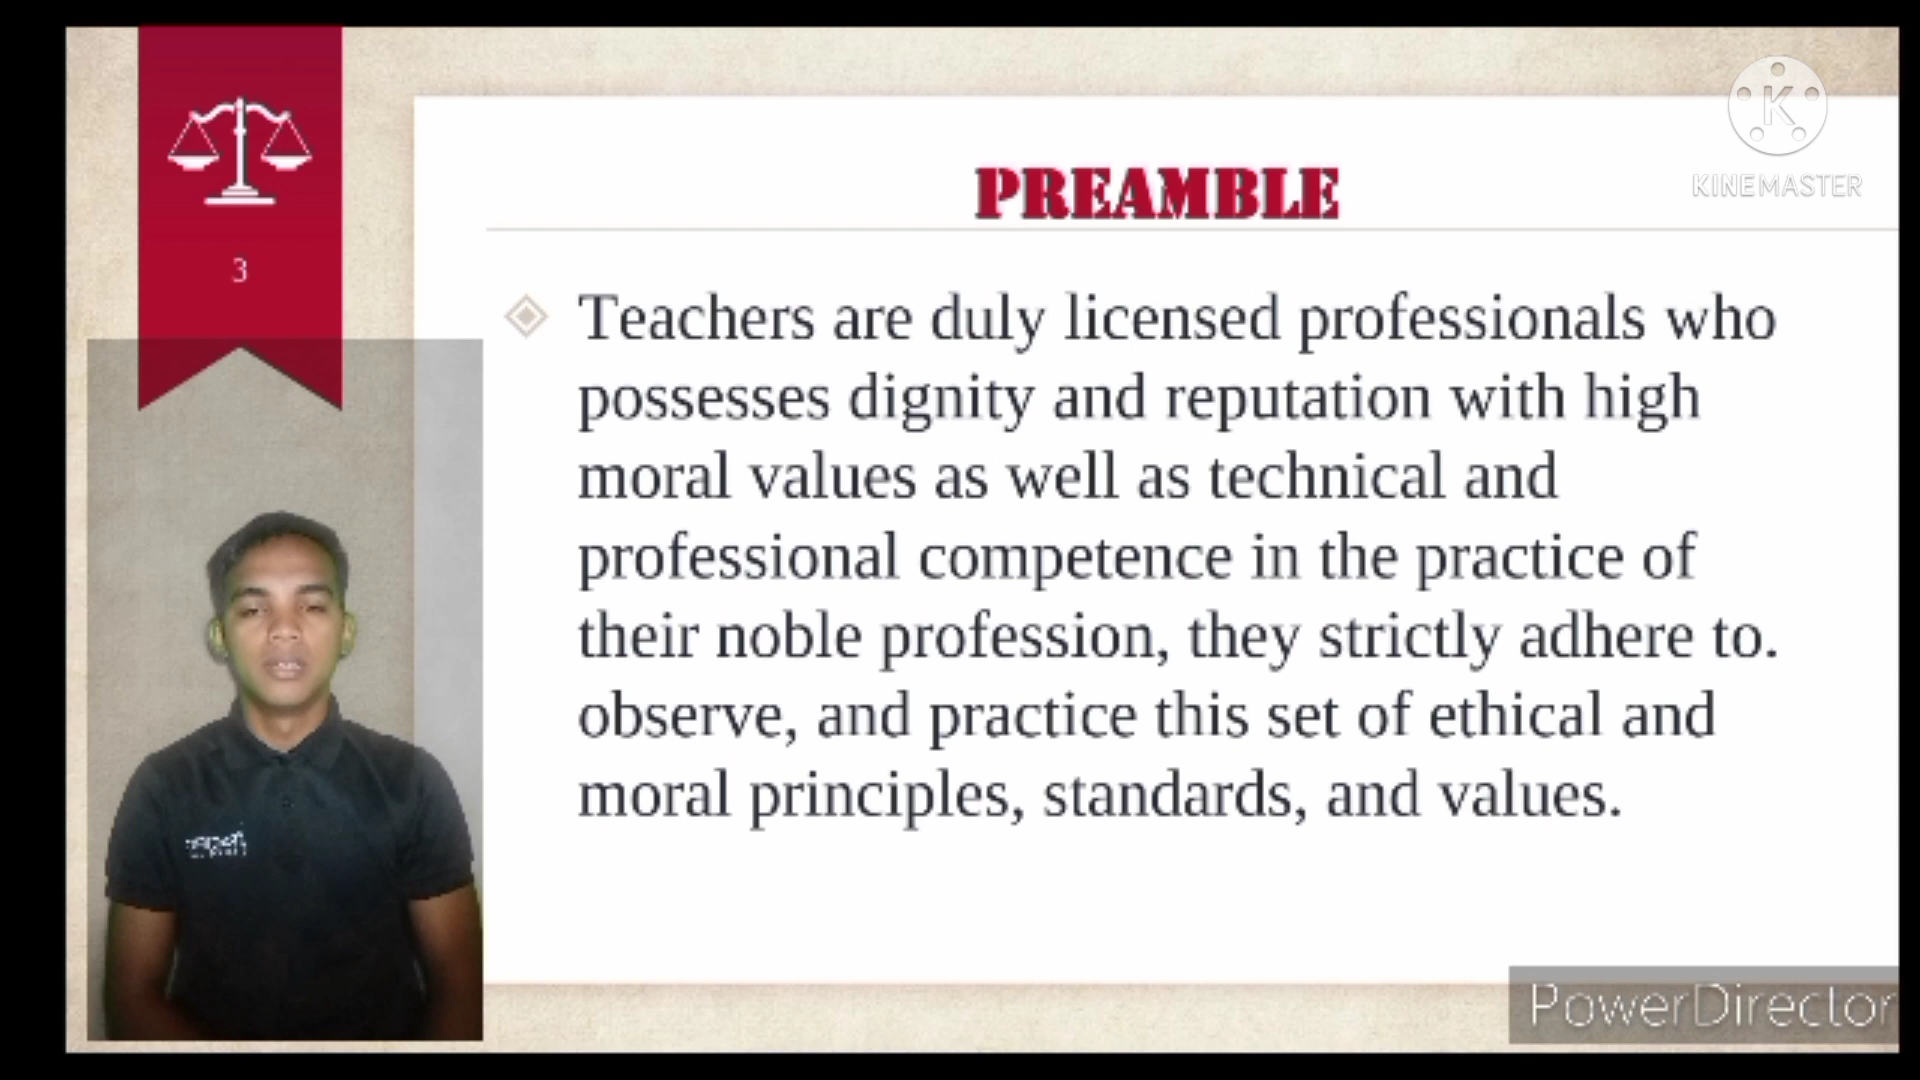 3
KINEMASTER
PREAMBLE
Teachers are duly licensed professionals who
possesses dignity and reputation with high
moral values as well as technical and
professional competence in the practice of
their noble profession, they strictly adhere to.
observe, and practice this set of ethical and
moral principles, standards, and values.
PowerDirector